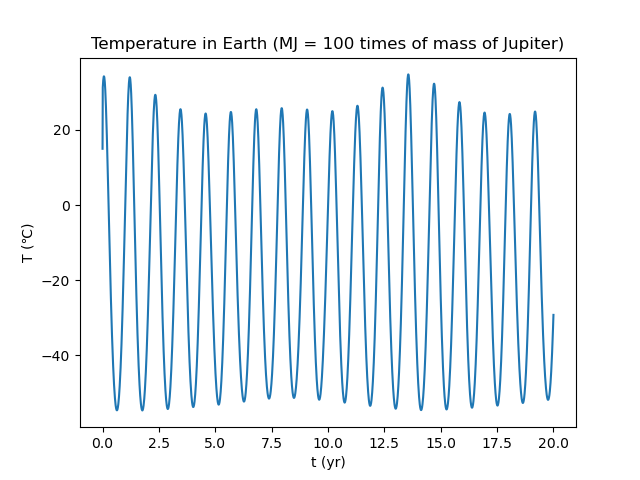 Temperature in Earth (MJ = 100 times of mass of Jupiter)
20
0
−20
−40
T (℃)
0.0 2.5 5.0 7.5 10.0 12.5 15.0 17.5 20.0
t (yr)